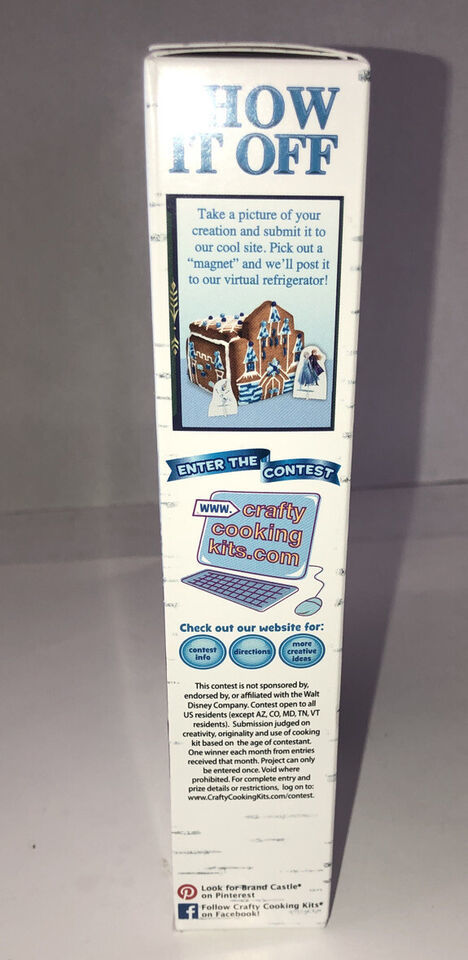 HOW
IT OFF
Take a picture of your
creation and submit it to
our cool site. Pick out a
“magnet” and we’ll post it
to our virtual refrigerator!
ENTER THE CONTEST
www. crafty
cooking
kits.com
Check out our website for:
contest info
directions
more creative ideas
This contest is not sponsored by,
endorsed by, or affiliated with the Walt
Disney Company. Contest open to all
US residents (except AZ, CO, MD, TN, VT
residents). Submission judged on
creativity, originality and use of cooking
kit based on the age of contestant.
One winner each month from entries
received that month. Project can only
be entered once. Void where
prohibited. For complete entry and
prize details or restrictions, log on to:
www.CraftyCookingKits.com/contest.
Look for Brand Castle®
on Pinterest
Follow Crafty Cooking Kits®
on Facebook!